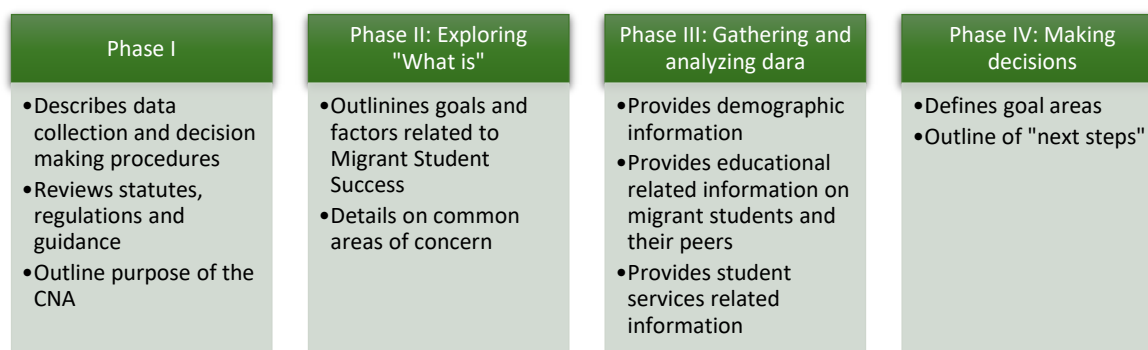 Phase I
•Describes data
collection and decision
making procedures
•Reviews statutes,
regulations and
guidance
•Outline purpose of the
CNA
Phase II: Exploring
"What is"
•Outlinines goals and
factors related to
Migrant Student
Success
•Details on common
areas of concern
Phase III: Gathering and
analyzing dara
•Provides demographic
information
•Provides educational
related information on
migrant students and
their peers
•Provides student
services related
information
Phase IV: Making
decisions
•Defines goal areas
•Outline of "next steps"